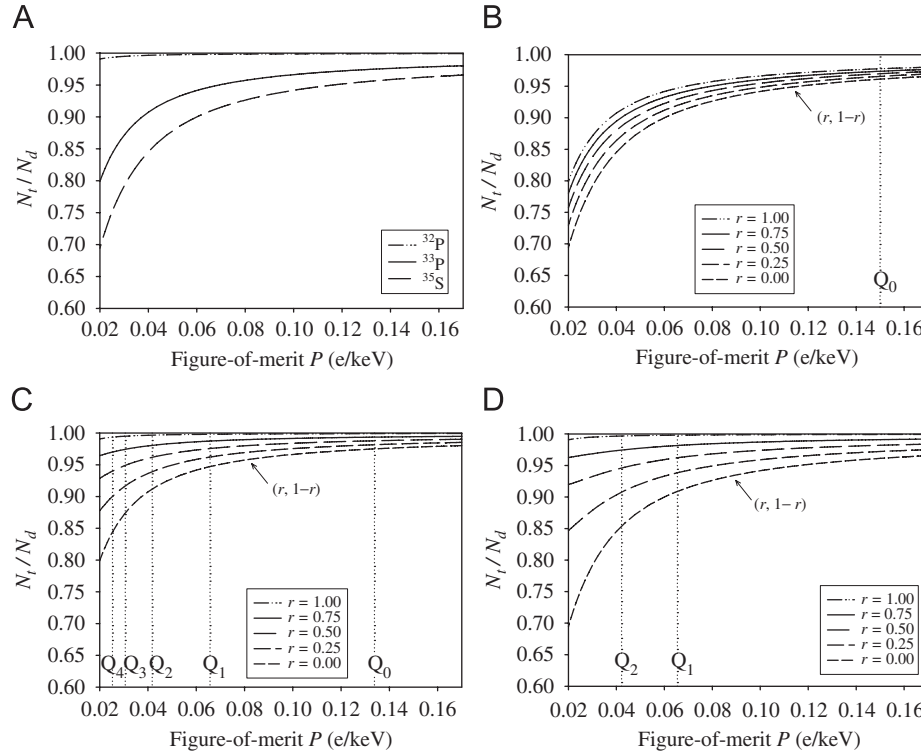 A
1.00
0.95
0.90
0.85
0.80
0.75
0.70
0.65
0.60
N_t / N_d
0.02 0.04 0.06 0.08 0.10 0.12 0.14 0.16
Figure-of-merit P (e/keV)
³²P
³³P
³⁵S
B
1.00
0.95
0.90
0.85
0.80
0.75
0.70
0.65
0.60
N_t / N_d
0.02 0.04 0.06 0.08 0.10 0.12 0.14 0.16
Figure-of-merit P (e/keV)
(r, 1–r)
r = 1.00
r = 0.75
r = 0.50
r = 0.25
r = 0.00
Q₀
C
1.00
0.95
0.90
0.85
0.80
0.75
0.70
0.65
0.60
N_t / N_d
0.02 0.04 0.06 0.08 0.10 0.12 0.14 0.16
Figure-of-merit P (e/keV)
(r, 1–r)
r = 1.00
r = 0.75
r = 0.50
r = 0.25
r = 0.00
Q₄ Q₃ Q₂ Q₁ Q₀
D
1.00
0.95
0.90
0.85
0.80
0.75
0.70
0.65
0.60
N_t / N_d
0.02 0.04 0.06 0.08 0.10 0.12 0.14 0.16
Figure-of-merit P (e/keV)
(r, 1– r)
r = 1.00
r = 0.75
r = 0.50
r = 0.25
r = 0.00
Q₂ Q₁